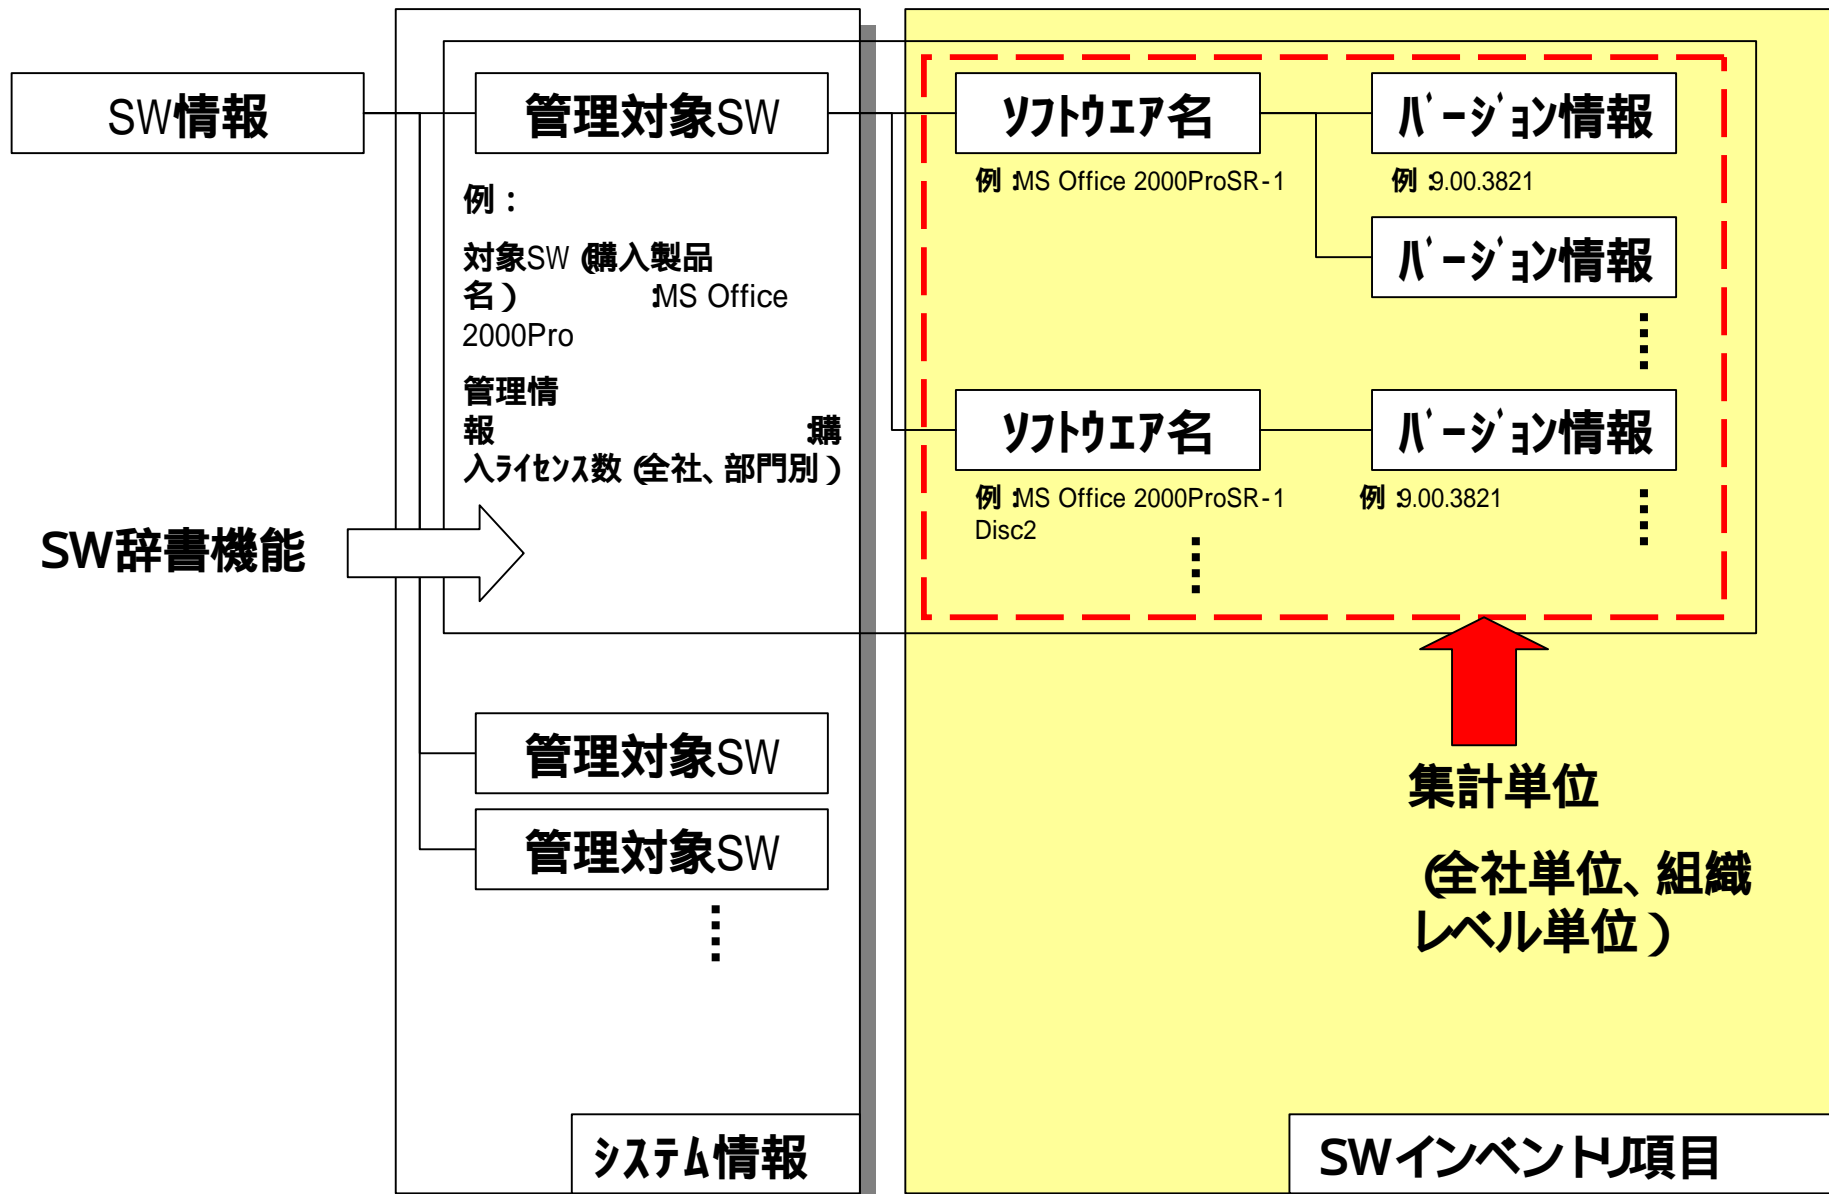 SW情報
管理対象SW
例：
対象SW（購入製品
名）　：MS Office
2000Pro
管理情
報　：購
入ﾗｲｾﾝｽ数（全社、部門別）
SW辞書機能
管理対象SW
管理対象SW
システム情報
ｿﾌﾄｳｴｱ名
例：MS Office 2000ProSR-1
ﾊﾞｰｼﾞｮﾝ情報
例：9.00.3821
ﾊﾞｰｼﾞｮﾝ情報
ｿﾌﾄｳｴｱ名
例：MS Office 2000ProSR-1
Disc2
ﾊﾞｰｼﾞｮﾝ情報
例：9.00.3821
集計単位
（全社単位、組織
レベル単位）
SWインベントリ項目